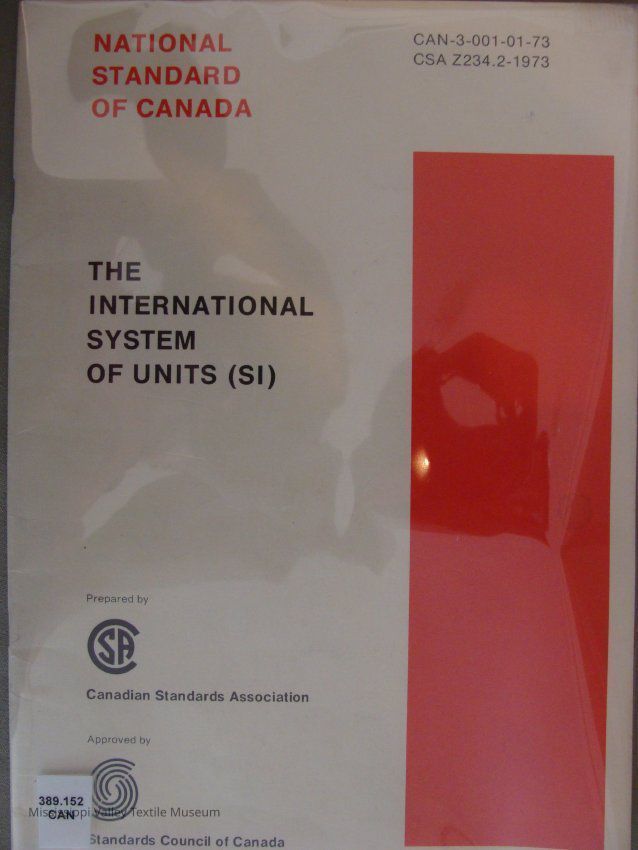 NATIONAL
STANDARD
OF CANADA
CAN-3-001-01-73
CSA Z234.2-1973
THE
INTERNATIONAL
SYSTEM
OF UNITS (SI)
Prepared by
CSA
Canadian Standards Association
Approved by
389.152
CAN
Mississippi Valley Textile Museum
Standards Council of Canada